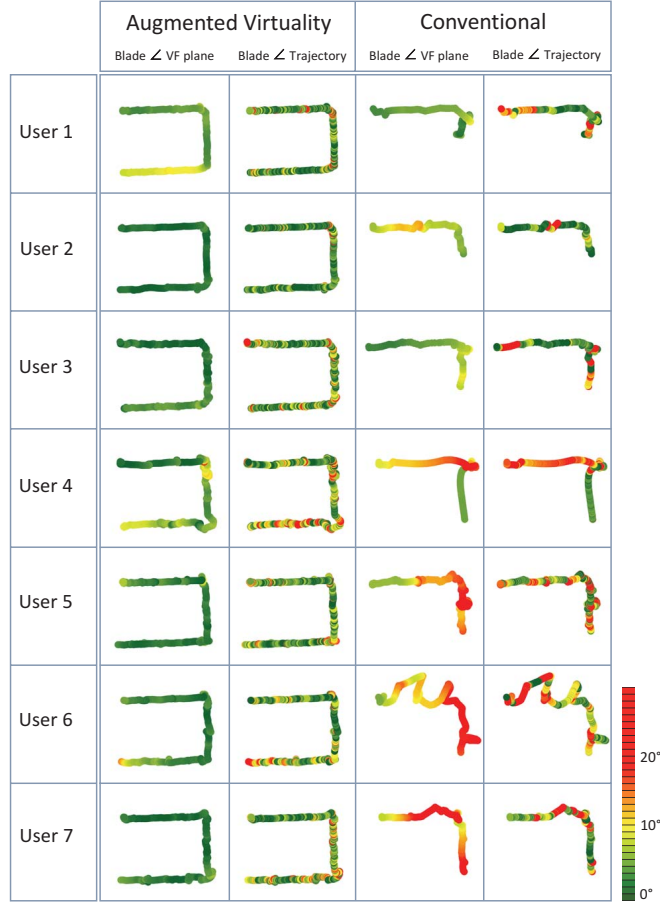 Augmented Virtuality Conventional
Blade ∠ VF plane Blade ∠ Trajectory Blade ∠ VF plane Blade ∠ Trajectory
User 1
User 2
User 3
User 4
User 5
User 6
User 7
20°
10°
0°